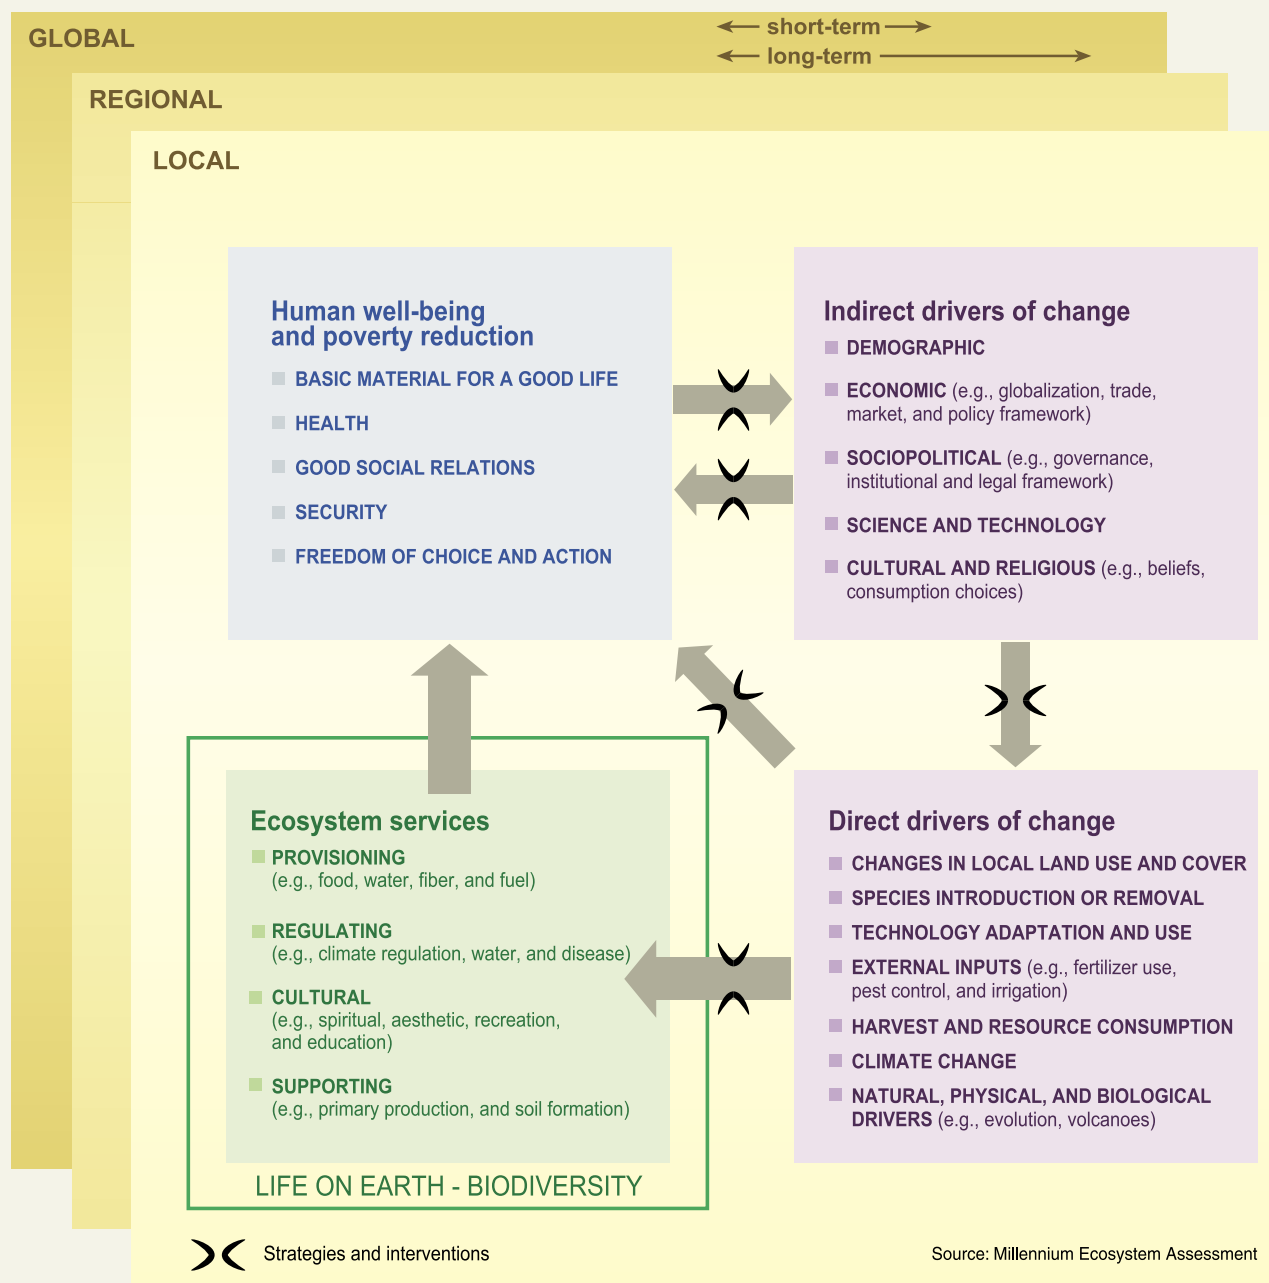 GLOBAL
short-term
long-term
REGIONAL
LOCAL
Human well-being
and poverty reduction
BASIC MATERIAL FOR A GOOD LIFE
HEALTH
GOOD SOCIAL RELATIONS
SECURITY
FREEDOM OF CHOICE AND ACTION
Indirect drivers of change
DEMOGRAPHIC
ECONOMIC (e.g., globalization, trade,
market, and policy framework)
SOCIOPOLITICAL (e.g., governance,
institutional and legal framework)
SCIENCE AND TECHNOLOGY
CULTURAL AND RELIGIOUS (e.g., beliefs,
consumption choices)
Ecosystem services
PROVISIONING
(e.g., food, water, fiber, and fuel)
REGULATING
(e.g., climate regulation, water, and disease)
CULTURAL
(e.g., spiritual, aesthetic, recreation,
and education)
SUPPORTING
(e.g., primary production, and soil formation)
LIFE ON EARTH - BIODIVERSITY
Direct drivers of change
CHANGES IN LOCAL LAND USE AND COVER
SPECIES INTRODUCTION OR REMOVAL
TECHNOLOGY ADAPTATION AND USE
EXTERNAL INPUTS (e.g., fertilizer use,
pest control, and irrigation)
HARVEST AND RESOURCE CONSUMPTION
CLIMATE CHANGE
NATURAL, PHYSICAL, AND BIOLOGICAL
DRIVERS (e.g., evolution, volcanoes)
Strategies and interventions
Source: Millennium Ecosystem Assessment